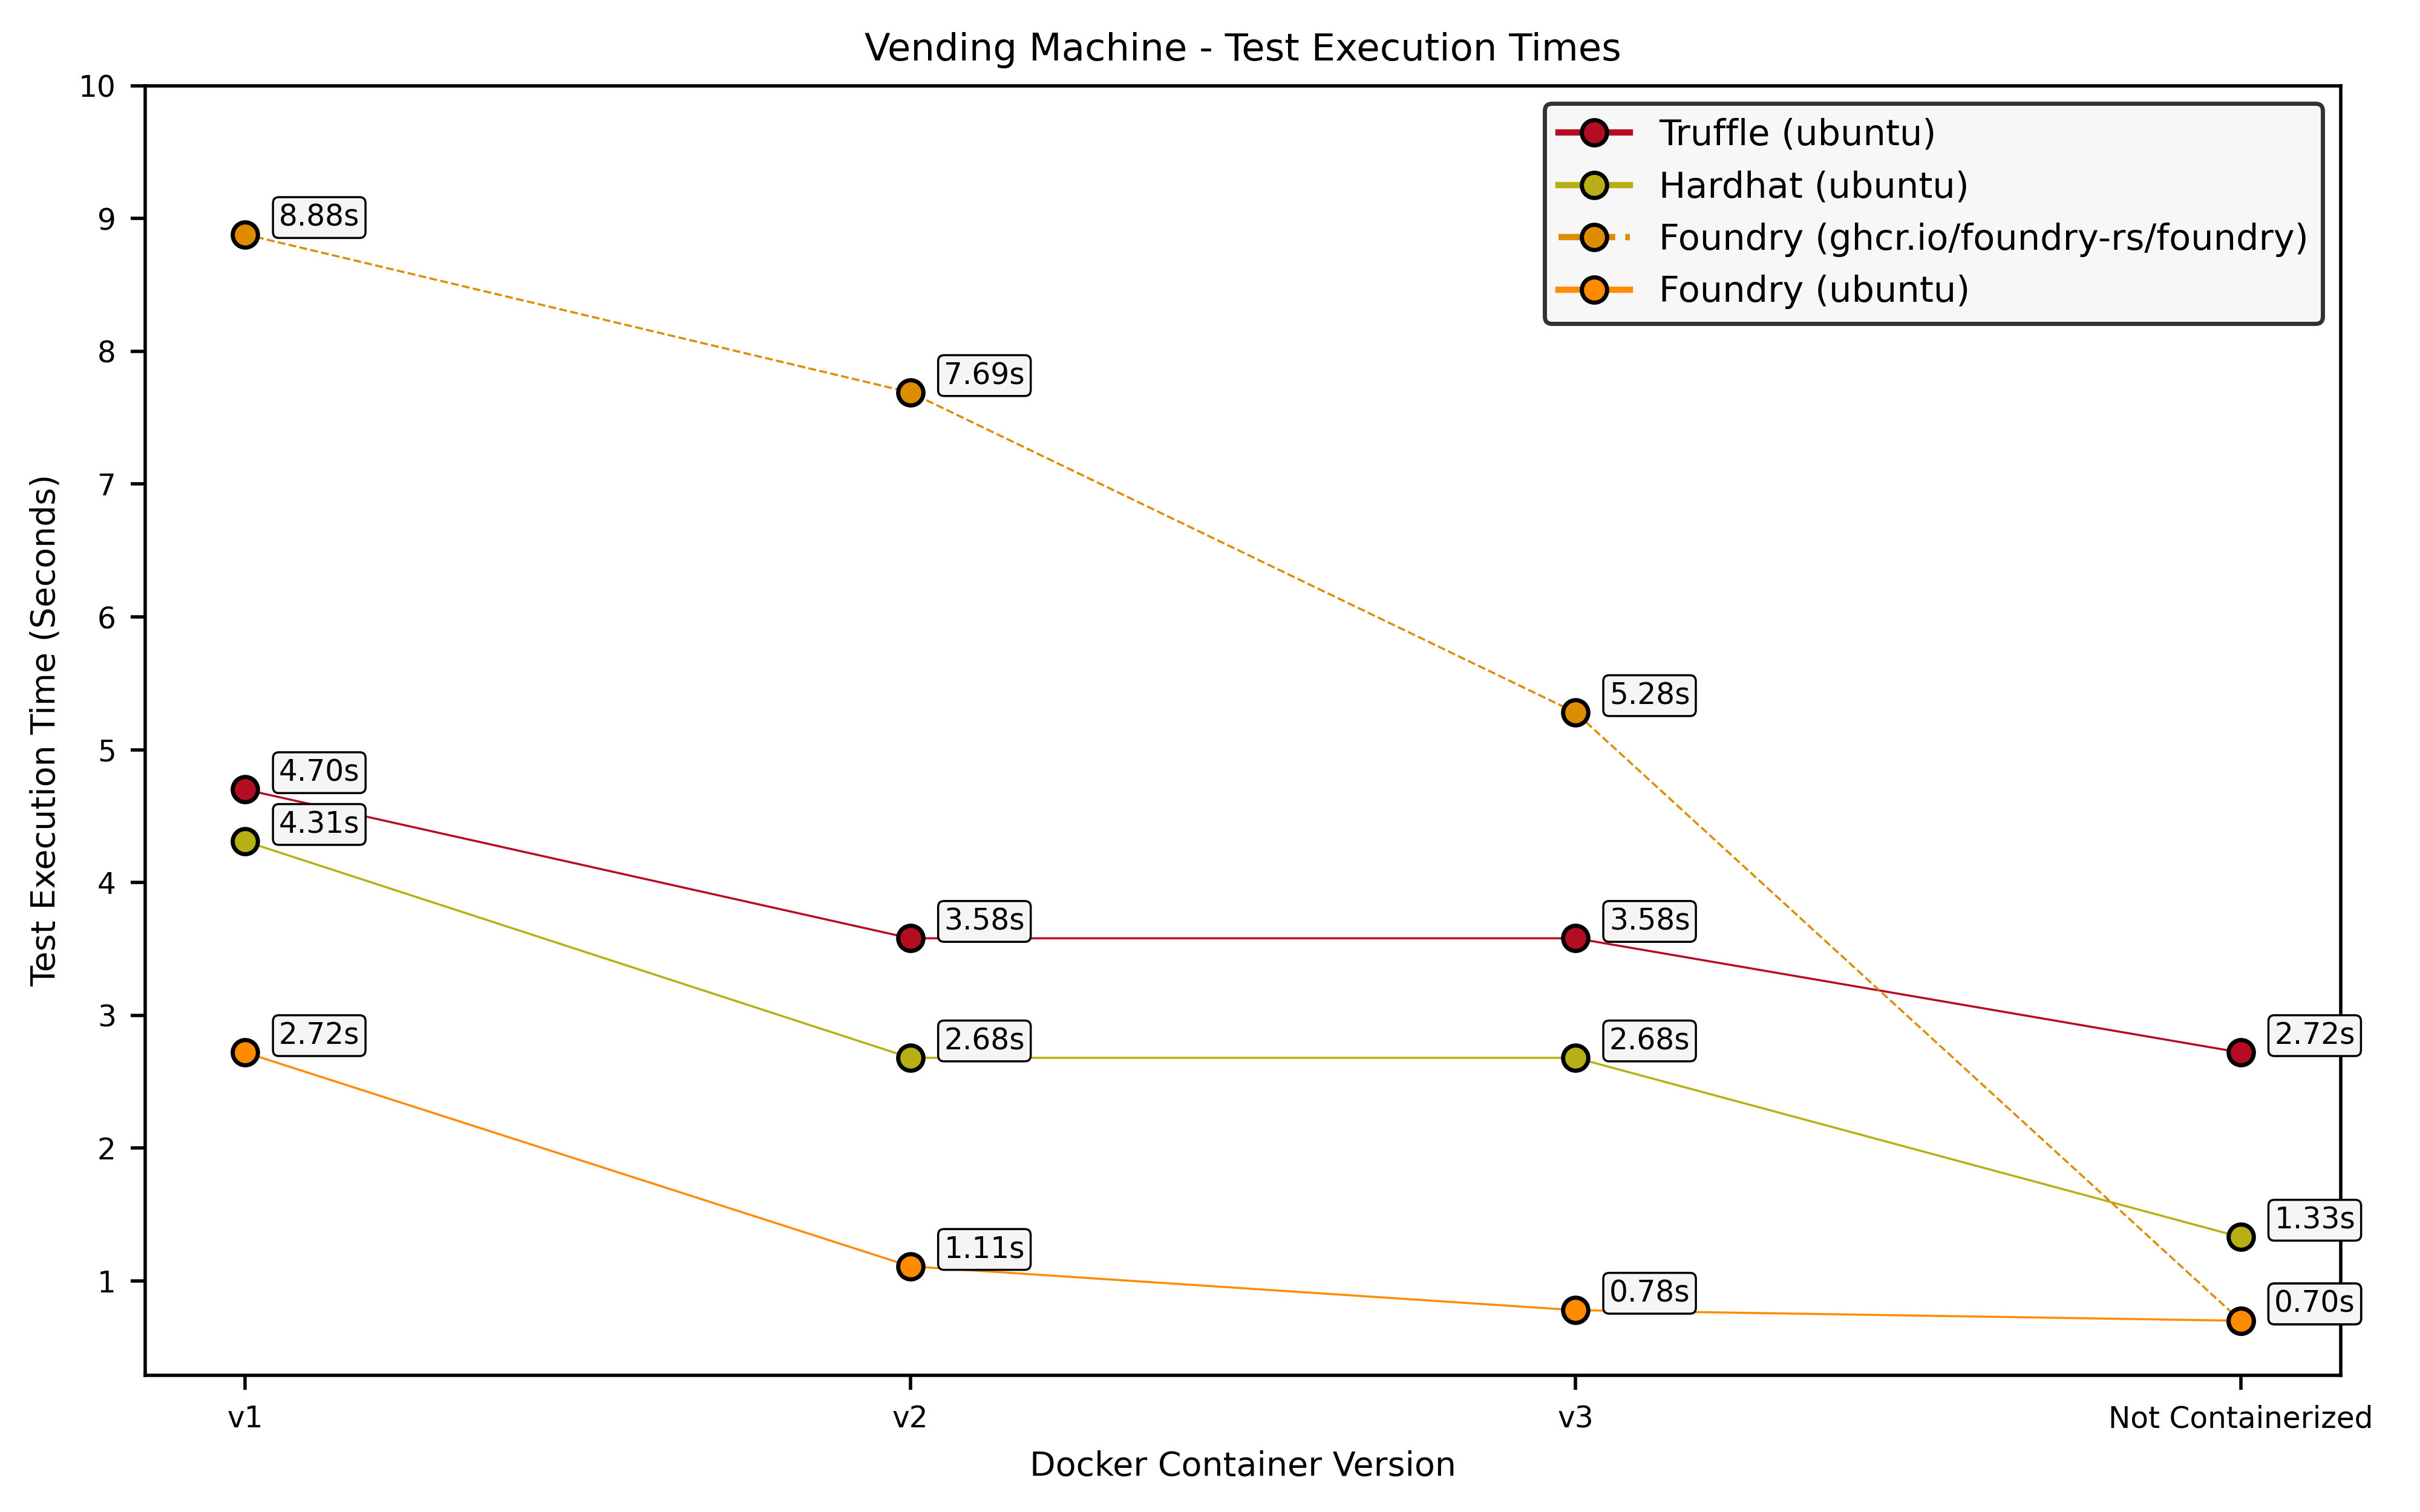 Vending Machine - Test Execution Times
Test Execution Time (Seconds)
10
9
8
7
6
5
4
3
2
1
Truffle (ubuntu)
Hardhat (ubuntu)
Foundry (ghcr.io/foundry-rs/foundry)
Foundry (ubuntu)
8.88s
7.69s
5.28s
4.70s
4.31s
3.58s
3.58s
2.72s
2.68s
2.68s
2.72s
1.33s
1.11s
0.78s
0.70s
v1
v2
v3
Not Containerized
Docker Container Version